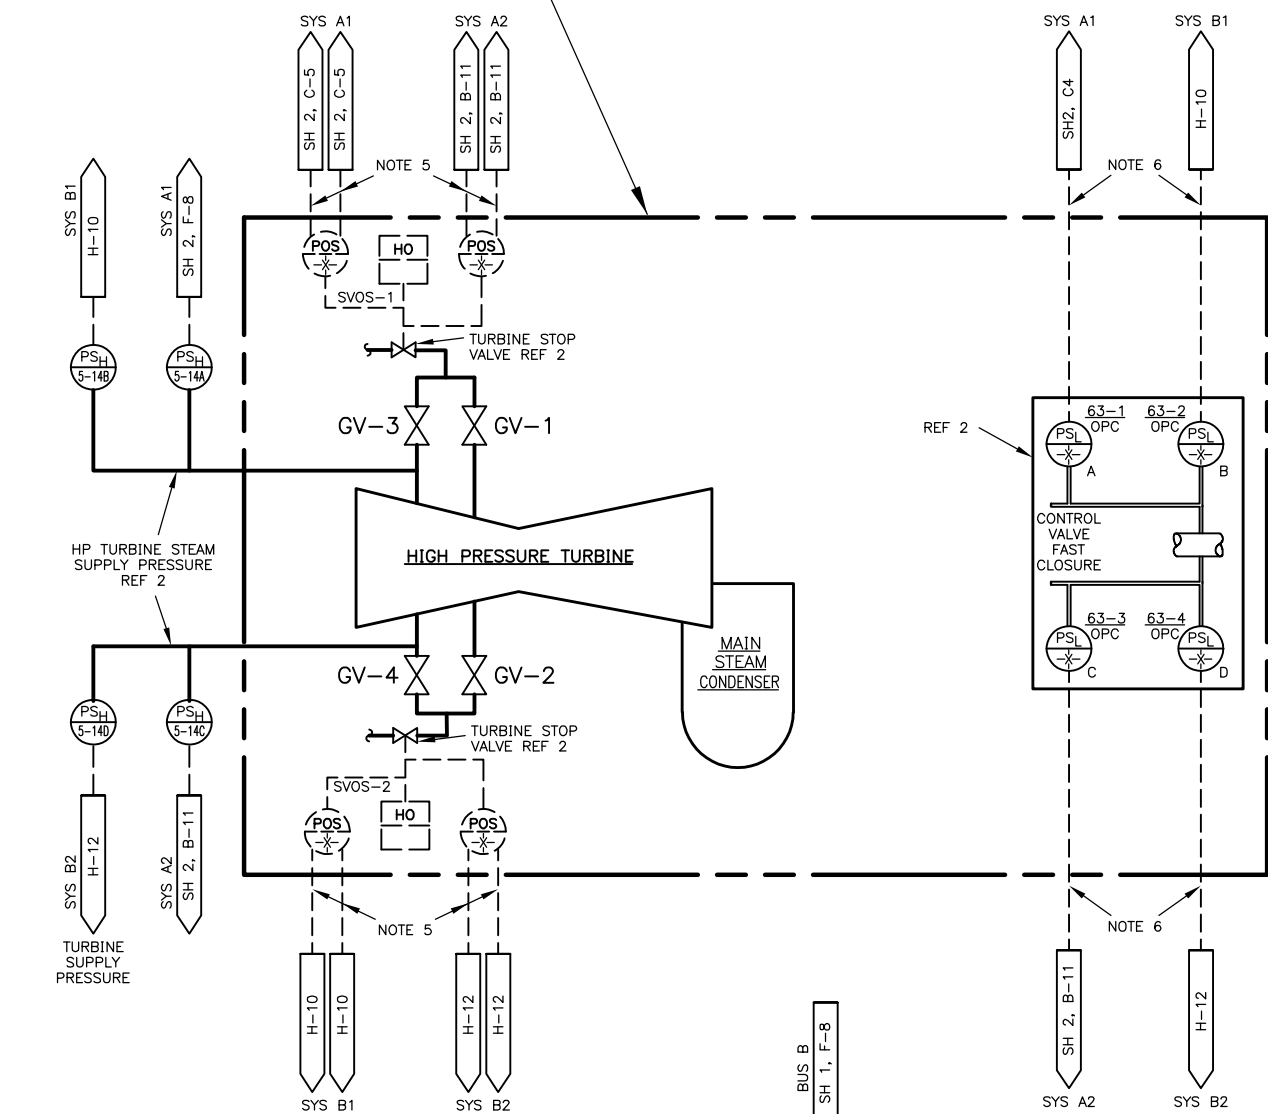 SYS A1
SYS A2
SYS A1
SYS B1
SH 2, C-5
SH 2, C-5
SH 2, B-11
SH 2, B-11
SH2, C4
H-10
NOTE 5
NOTE 6
SYS B1
H-10
SYS A1
SH 2, F-8
POS
HO
POS
-X-
-X-
SVOS-1
TURBINE STOP
VALVE REF 2
PSH
5-14B
PSH
5-14A
GV-3
GV-1
REF 2
63-1
OPC
63-2
OPC
PSL
-X-
A
PSL
-X-
B
HP TURBINE STEAM
SUPPLY PRESSURE
REF 2
HIGH PRESSURE TURBINE
CONTROL
VALVE
FAST
CLOSURE
63-3
OPC
63-4
OPC
PSL
-X-
C
PSL
-X-
D
MAIN
STEAM
CONDENSER
GV-4
GV-2
PSH
5-14D
PSH
5-14C
TURBINE STOP
VALVE REF 2
SVOS-2
POS
HO
POS
-X-
-X-
SYS B2
H-12
SYS A2
SH 2, B-11
TURBINE
SUPPLY
PRESSURE
NOTE 5
NOTE 6
H-10
H-10
H-12
H-12
BUS B
SH 1, F-8
SH 2, B-11
H-12
SYS B1
SYS B2
SYS A2
SYS B2